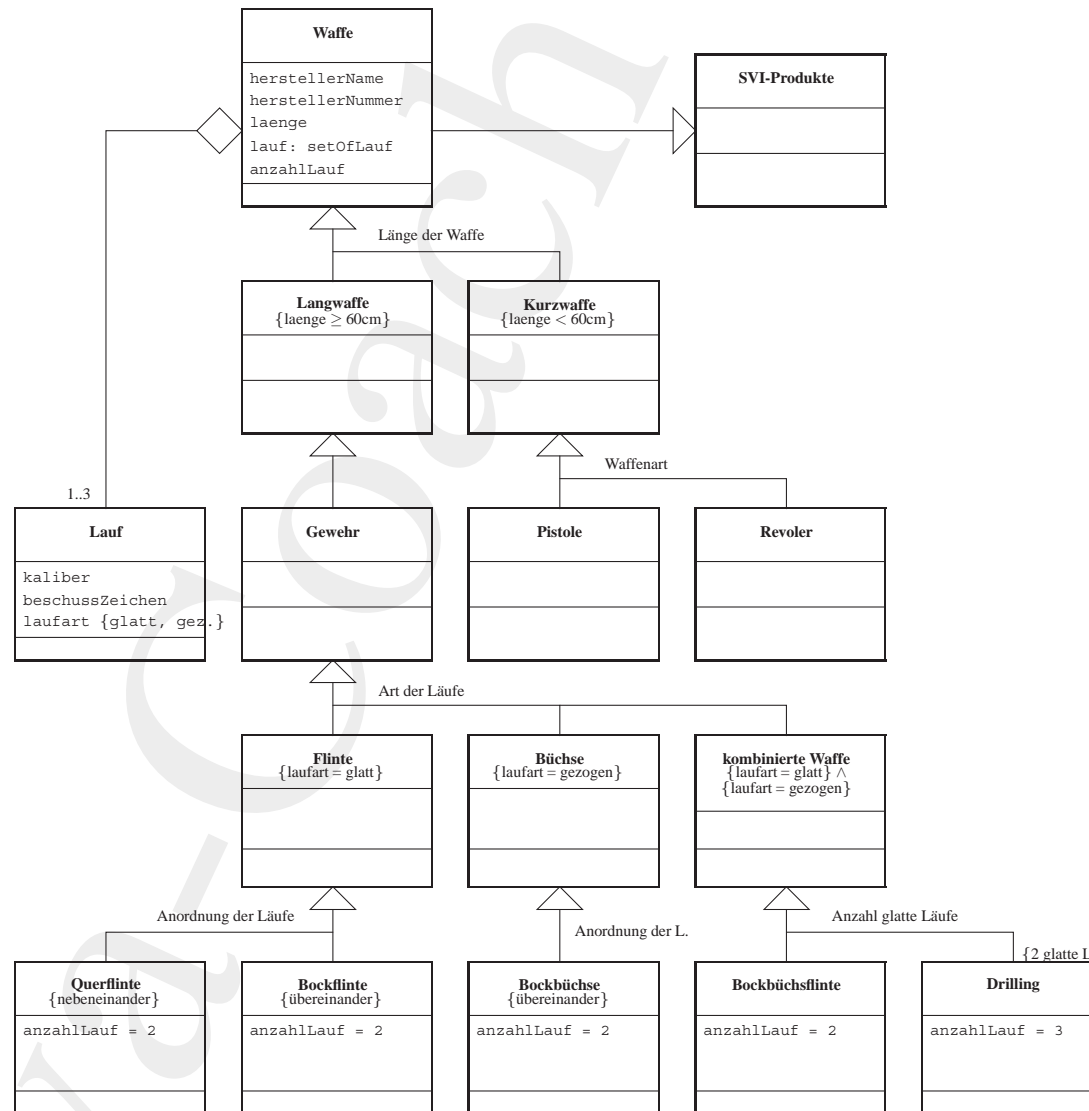 Waffe
herstellerName
herstellerNummer
laenge
lauf: setOfLauf
anzahlLauf
SVI-Produkte
Länge der Waffe
Langwaffe
{laenge ≥ 60cm}
Kurzwaffe
{laenge < 60cm}
Waffenart
1..3
Lauf
kaliber
beschussZeichen
laufart {glatt, gez.}
Gewehr
Pistole
Revoler
Art der Läufe
Flinte
{laufart = glatt}
Büchse
{laufart = gezogen}
kombinierte Waffe
{laufart = glatt} ∧
{laufart = gezogen}
Anordnung der Läufe
Anordnung der L.
Anzahl glatte Läufe
{2 glatte L
Querflinte
{nebeneinander}
anzahlLauf = 2
Bockflinte
{übereinander}
anzahlLauf = 2
Bockbüchse
{übereinander}
anzahlLauf = 2
Bockbüchsflinte
anzahlLauf = 2
Drilling
anzahlLauf = 3
a-Coach